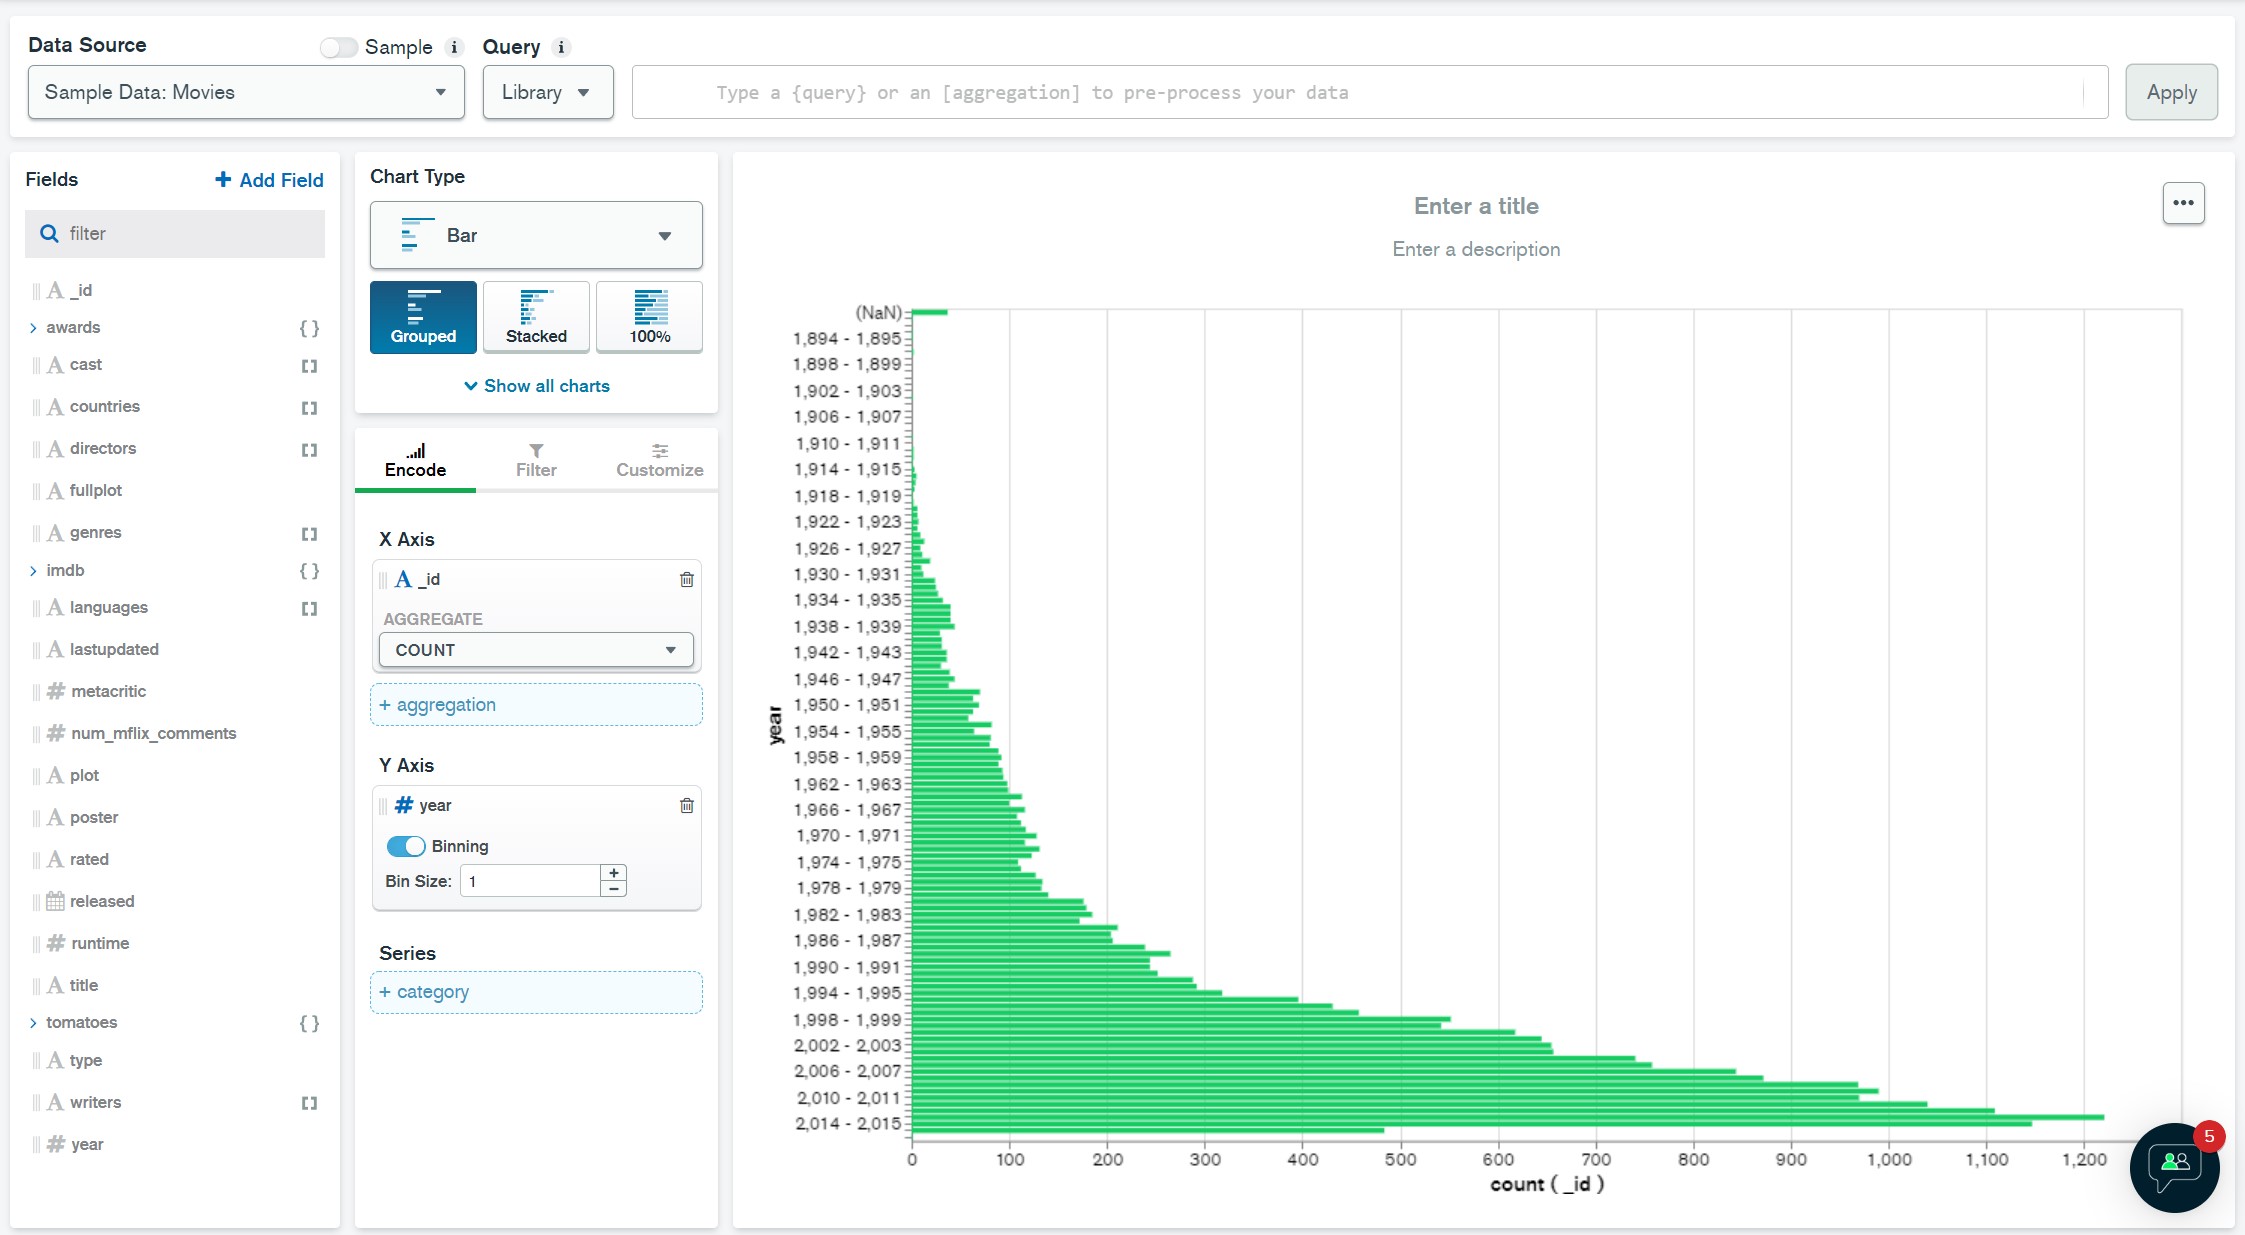 Data Source
Sample
Query
Sample Data: Movies
Library
Type a {query} or an [aggregation] to pre-process your data
Apply
Fields
+ Add Field
filter
A _id
awards { }
A cast [ ]
A countries [ ]
A directors [ ]
A fullplot
A genres [ ]
imdb { }
A languages [ ]
A lastupdated
# metacritic
# num_mflix_comments
A plot
A poster
A rated
released
# runtime
A title
tomatoes { }
A type
A writers [ ]
# year
Chart Type
Bar
Grouped
Stacked
100%
Show all charts
Encode
Filter
Customize
X Axis
A _id
AGGREGATE
COUNT
+ aggregation
Y Axis
# year
Binning
Bin Size: 1
+
−
Series
+ category
Enter a title
Enter a description
...
year
(NaN)
1,894 - 1,895
1,898 - 1,899
1,902 - 1,903
1,906 - 1,907
1,910 - 1,911
1,914 - 1,915
1,918 - 1,919
1,922 - 1,923
1,926 - 1,927
1,930 - 1,931
1,934 - 1,935
1,938 - 1,939
1,942 - 1,943
1,946 - 1,947
1,950 - 1,951
1,954 - 1,955
1,958 - 1,959
1,962 - 1,963
1,966 - 1,967
1,970 - 1,971
1,974 - 1,975
1,978 - 1,979
1,982 - 1,983
1,986 - 1,987
1,990 - 1,991
1,994 - 1,995
1,998 - 1,999
2,002 - 2,003
2,006 - 2,007
2,010 - 2,011
2,014 - 2,015
0 100 200 300 400 500 600 700 800 900 1,000 1,100 1,200
count ( _id )
5